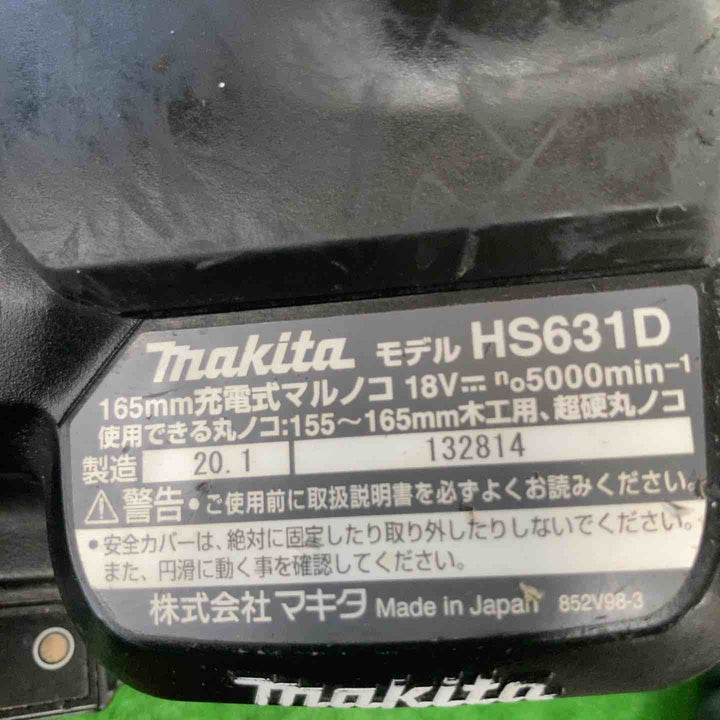 makita モデル HS631D
165mm充電式マルノコ 18V⎓ n₀5000min⁻¹
使用できる丸ノコ:155～165mm木工用、超硬丸ノコ
製造 20.1 132814
⚠警告 •ご使用前に取扱説明書を必ずよくお読みください。
•安全カバーは、絶対に固定したり取り外したりしないでください。
また、円滑に動く事を確認してください。
株式会社マキタ Made in Japan 852V98-3
makita